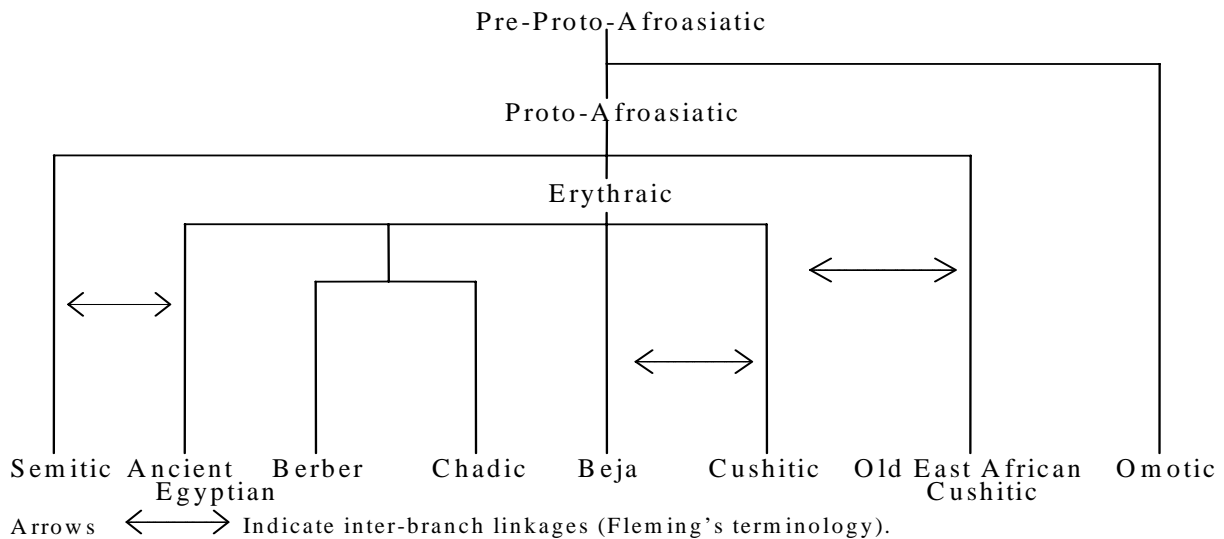 Pre-Proto-Afroasiatic
Proto-Afroasiatic
Erythraic
Semitic Ancient Berber Chadic Beja Cushitic Old East African Omotic
Egyptian Cushitic
Arrows Indicate inter-branch linkages (Fleming's terminology).